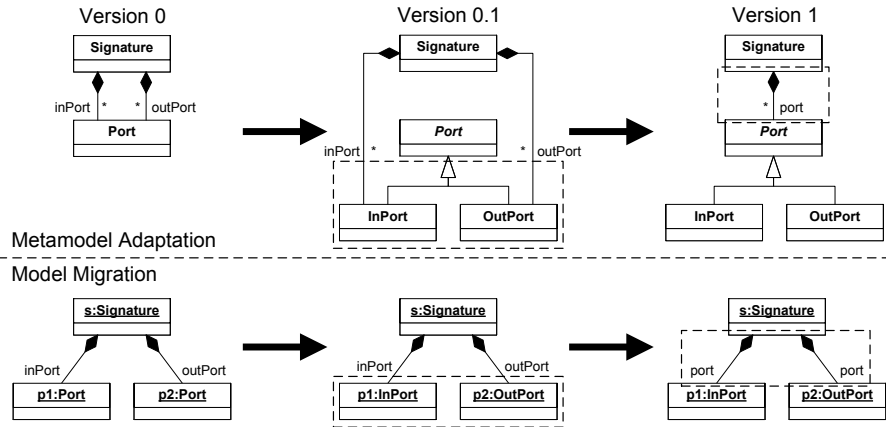 Version 0 Version 0.1 Version 1
Signature Signature Signature
inPort * * outPort * port
Port Port Port
inPort * * outPort
InPort OutPort InPort OutPort
Metamodel Adaptation
Model Migration
s:Signature s:Signature s:Signature
inPort outPort inPort outPort port port
p1:Port p2:Port p1:InPort p2:OutPort p1:InPort p2:OutPort